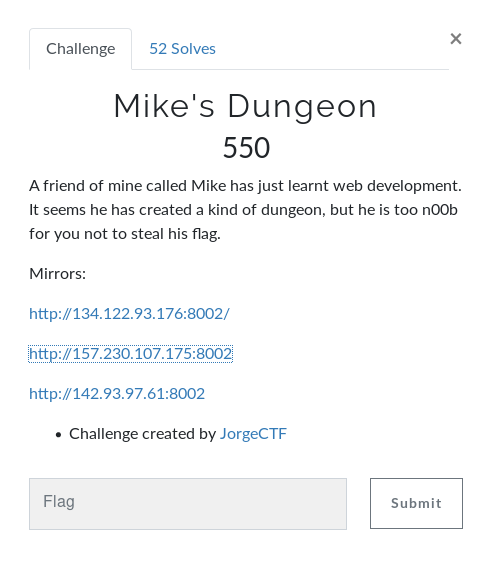 Challenge
52 Solves
×
Mike's Dungeon
550
A friend of mine called Mike has just learnt web development.
It seems he has created a kind of dungeon, but he is too n00b
for you not to steal his flag.
Mirrors:
http://134.122.93.176:8002/
http://157.230.107.175:8002
http://142.93.97.61:8002
• Challenge created by JorgeCTF
Flag
Submit